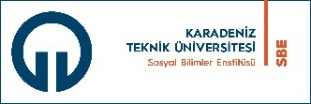 KARADENİZ
TEKNİK ÜNİVERSİTESİ
Sosyal Bilimler Enstitüsü
SBE